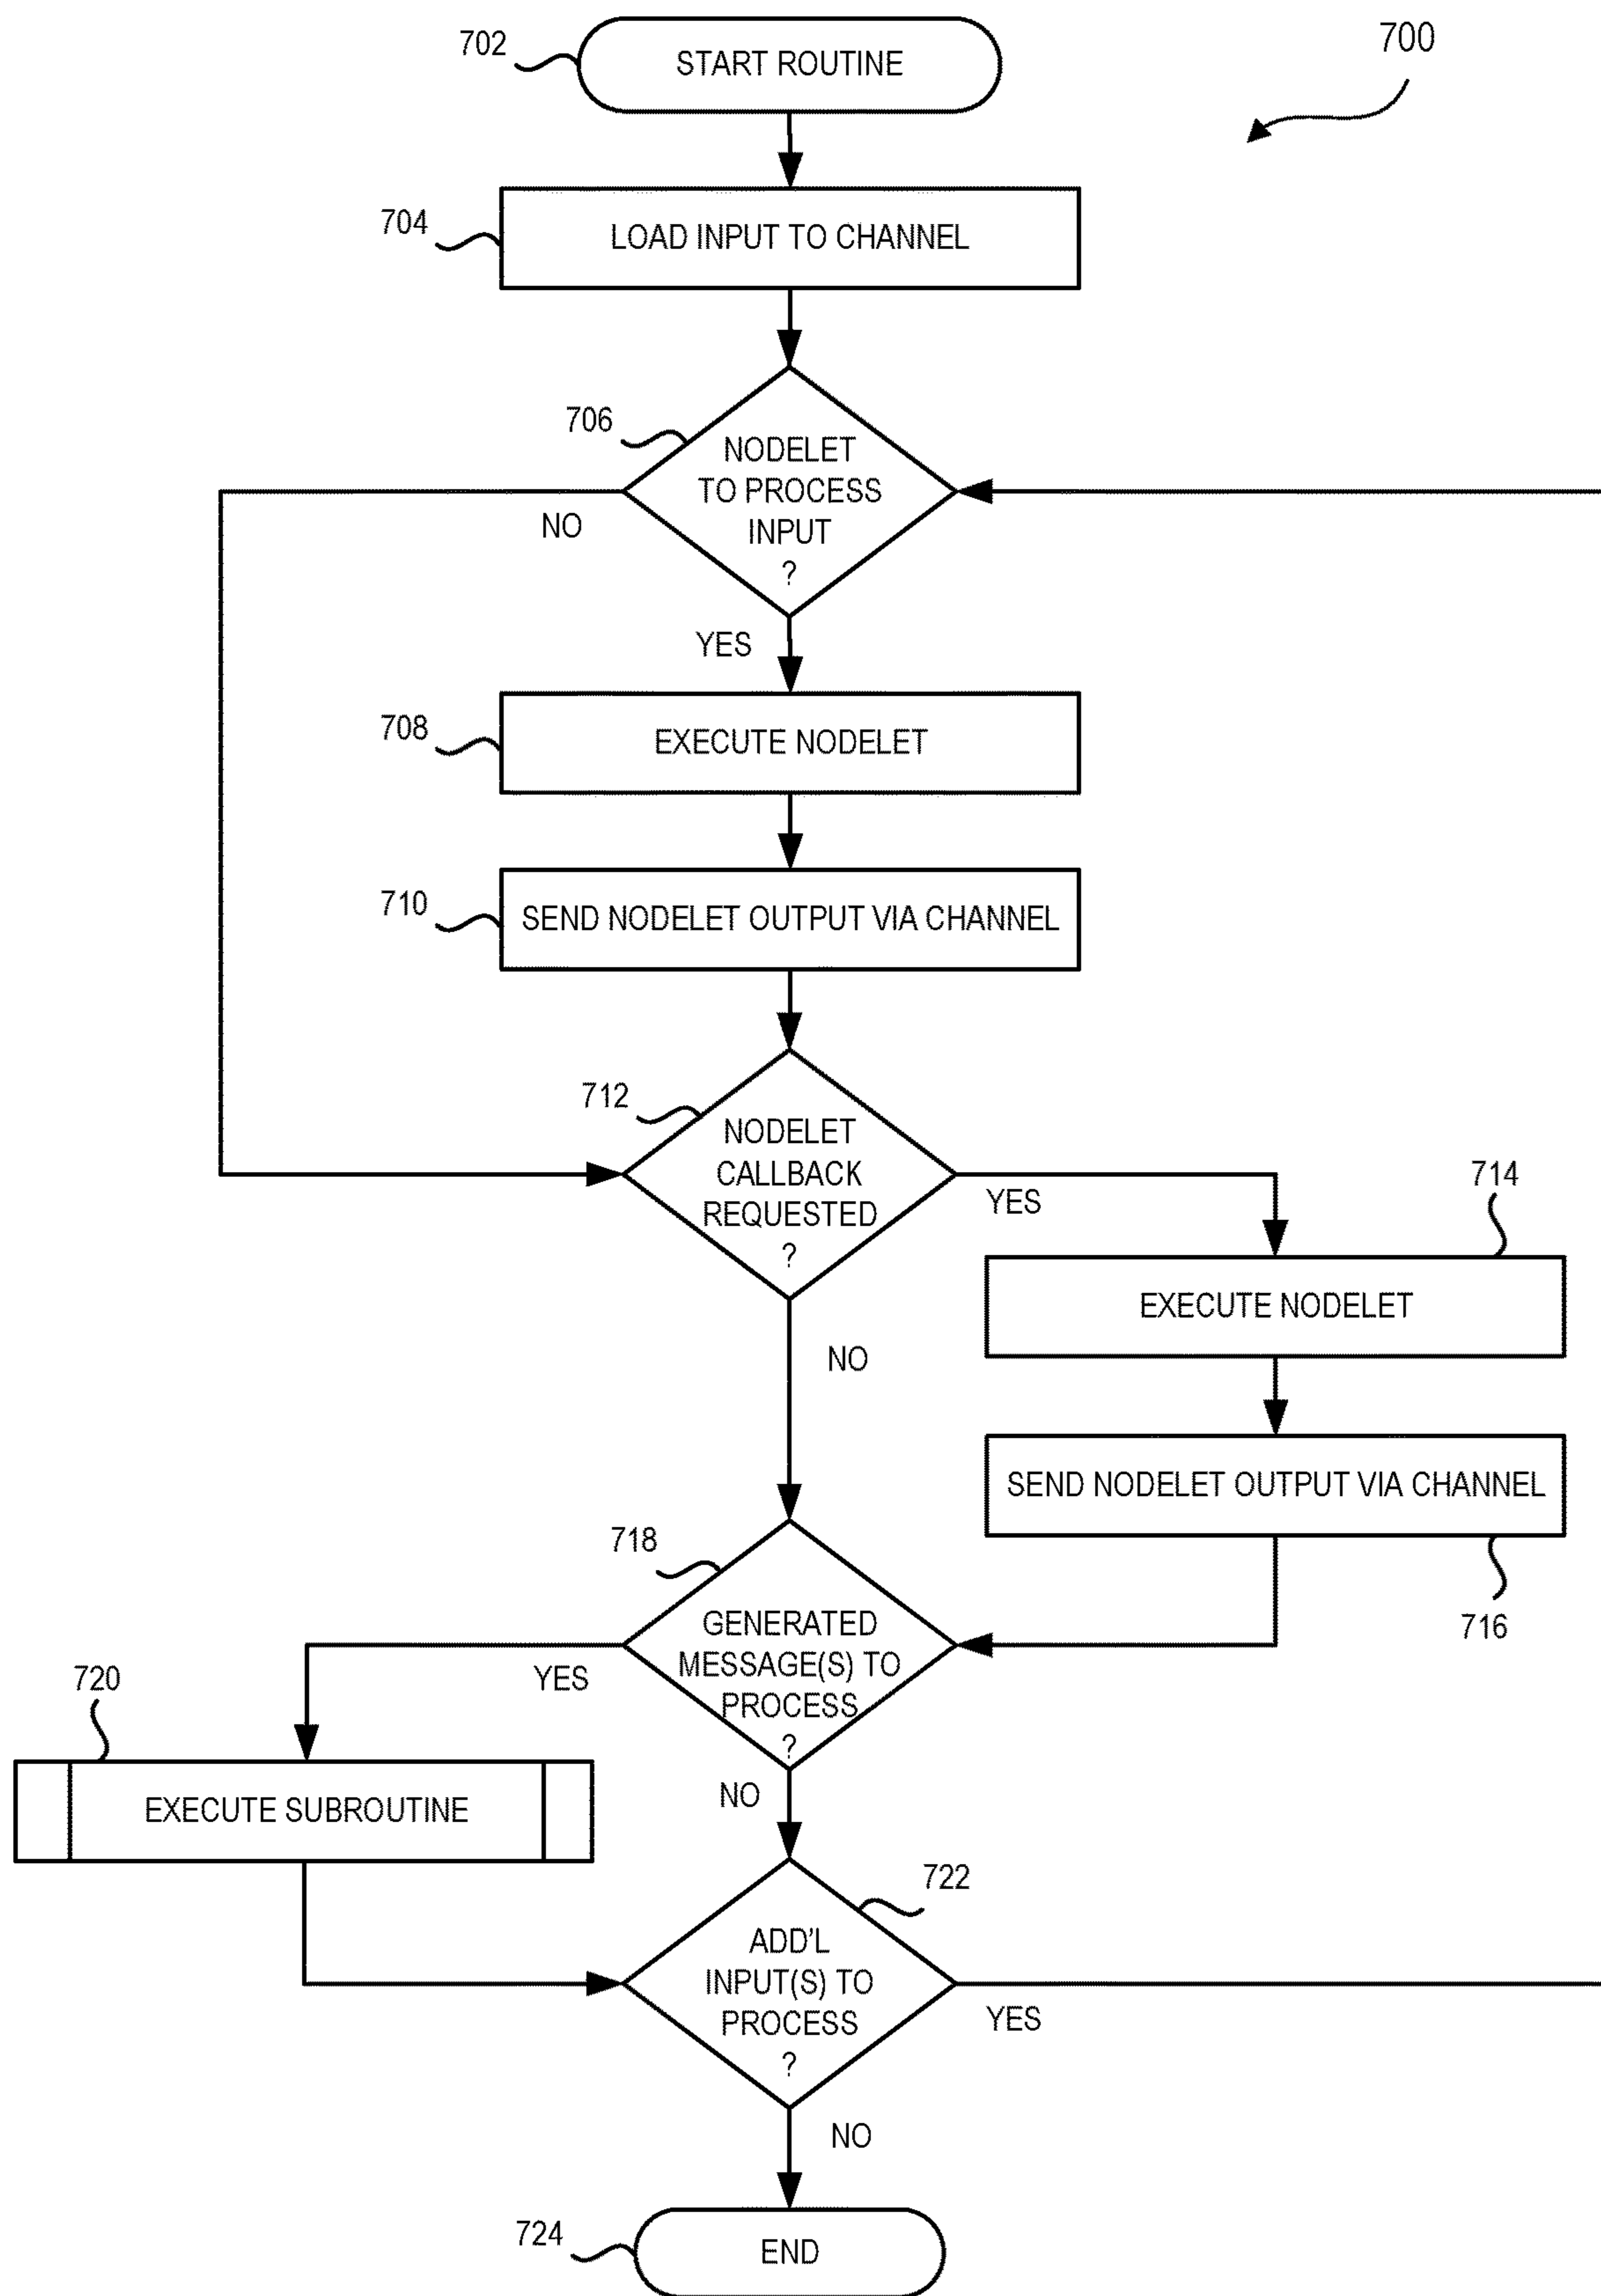 700
702
START ROUTINE
704
LOAD INPUT TO CHANNEL
706
NODELET
TO PROCESS
INPUT
?
NO
YES
708
EXECUTE NODELET
710
SEND NODELET OUTPUT VIA CHANNEL
712
NODELET
CALLBACK
REQUESTED
?
YES
NO
714
EXECUTE NODELET
SEND NODELET OUTPUT VIA CHANNEL
716
718
GENERATED
MESSAGE(S) TO
PROCESS
?
YES
NO
720
EXECUTE SUBROUTINE
722
ADD'L
INPUT(S) TO
PROCESS
?
YES
NO
724
END